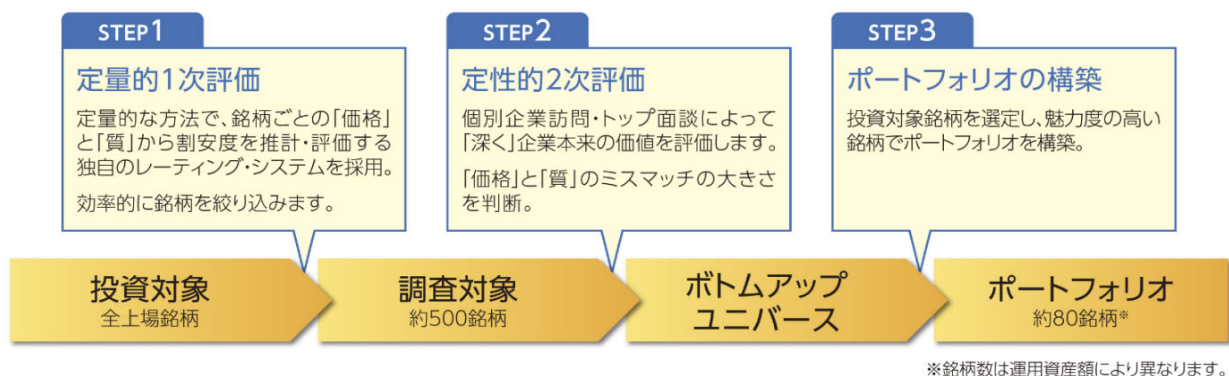 STEP1
定量的1次評価
定量的な方法で、銘柄ごとの「価格」
と「質」から割安度を推計・評価する
独自のレーティング・システムを採用。
効率的に銘柄を絞り込みます。
STEP2
定性的2次評価
個別企業訪問・トップ面談によって
「深く」企業本来の価値を評価します。
「価格」と「質」のミスマッチの大きさ
を判断。
STEP3
ポートフォリオの構築
投資対象銘柄を選定し、魅力度の高い
銘柄でポートフォリオを構築。
投資対象
全上場銘柄
調査対象
約500銘柄
ボトムアップ
ユニバース
ポートフォリオ
約80銘柄※
※銘柄数は運用資産額により異なります。